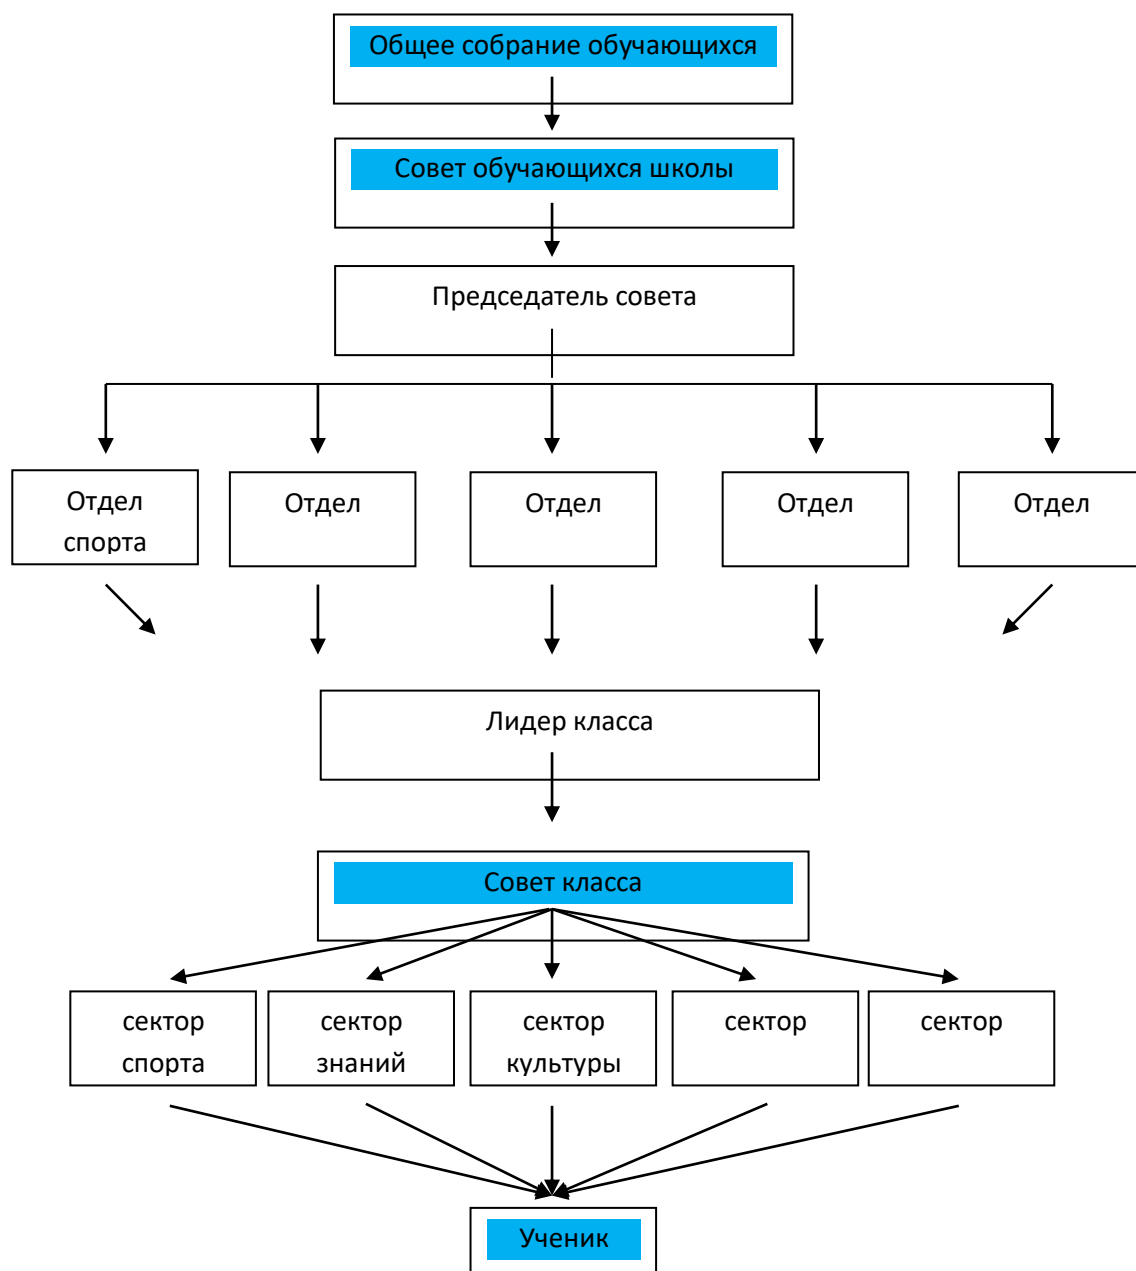 Общее собрание обучающихся
Совет обучающихся школы
Председатель совета
Отдел
спорта
Отдел
Отдел
Отдел
Отдел
Лидер класса
Совет класса
сектор
спорта
сектор
знаний
сектор
культуры
сектор
сектор
Ученик